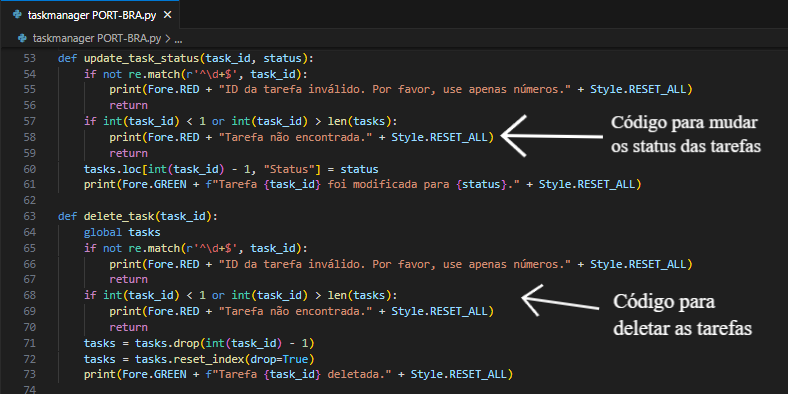 taskmanager PORT-BRA.py
taskmanager PORT-BRA.py > ...
53 def update_task_status(task_id, status):
54     if not re.match(r'^\d+$', task_id):
55         print(Fore.RED + "ID da tarefa inválido. Por favor, use apenas números." + Style.RESET_ALL)
56         return
57     if int(task_id) < 1 or int(task_id) > len(tasks):
58         print(Fore.RED + "Tarefa não encontrada." + Style.RESET_ALL)
59         return
60     tasks.loc[int(task_id) - 1, "Status"] = status
61     print(Fore.GREEN + f"Tarefa {task_id} foi modificada para {status}." + Style.RESET_ALL)
62
Código para mudar
os status das tarefas
63 def delete_task(task_id):
64     global tasks
65     if not re.match(r'^\d+$', task_id):
66         print(Fore.RED + "ID da tarefa inválido. Por favor, use apenas números." + Style.RESET_ALL)
67         return
68     if int(task_id) < 1 or int(task_id) > len(tasks):
69         print(Fore.RED + "Tarefa não encontrada." + Style.RESET_ALL)
70         return
71     tasks = tasks.drop(int(task_id) - 1)
72     tasks = tasks.reset_index(drop=True)
73     print(Fore.GREEN + f"Tarefa {task_id} deletada." + Style.RESET_ALL)
74
Código para
deletar as tarefas